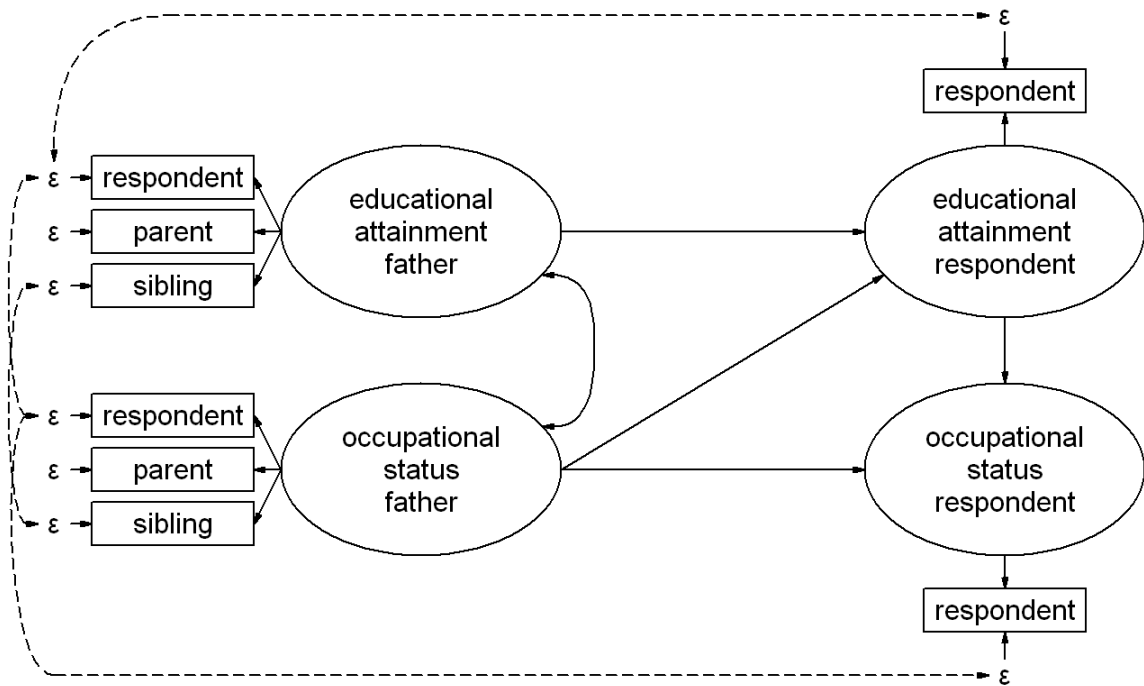 ε
respondent
ε respondent
ε parent
ε sibling
educational
attainment
father
educational
attainment
respondent
ε respondent
ε parent
ε sibling
occupational
status
father
occupational
status
respondent
respondent
ε